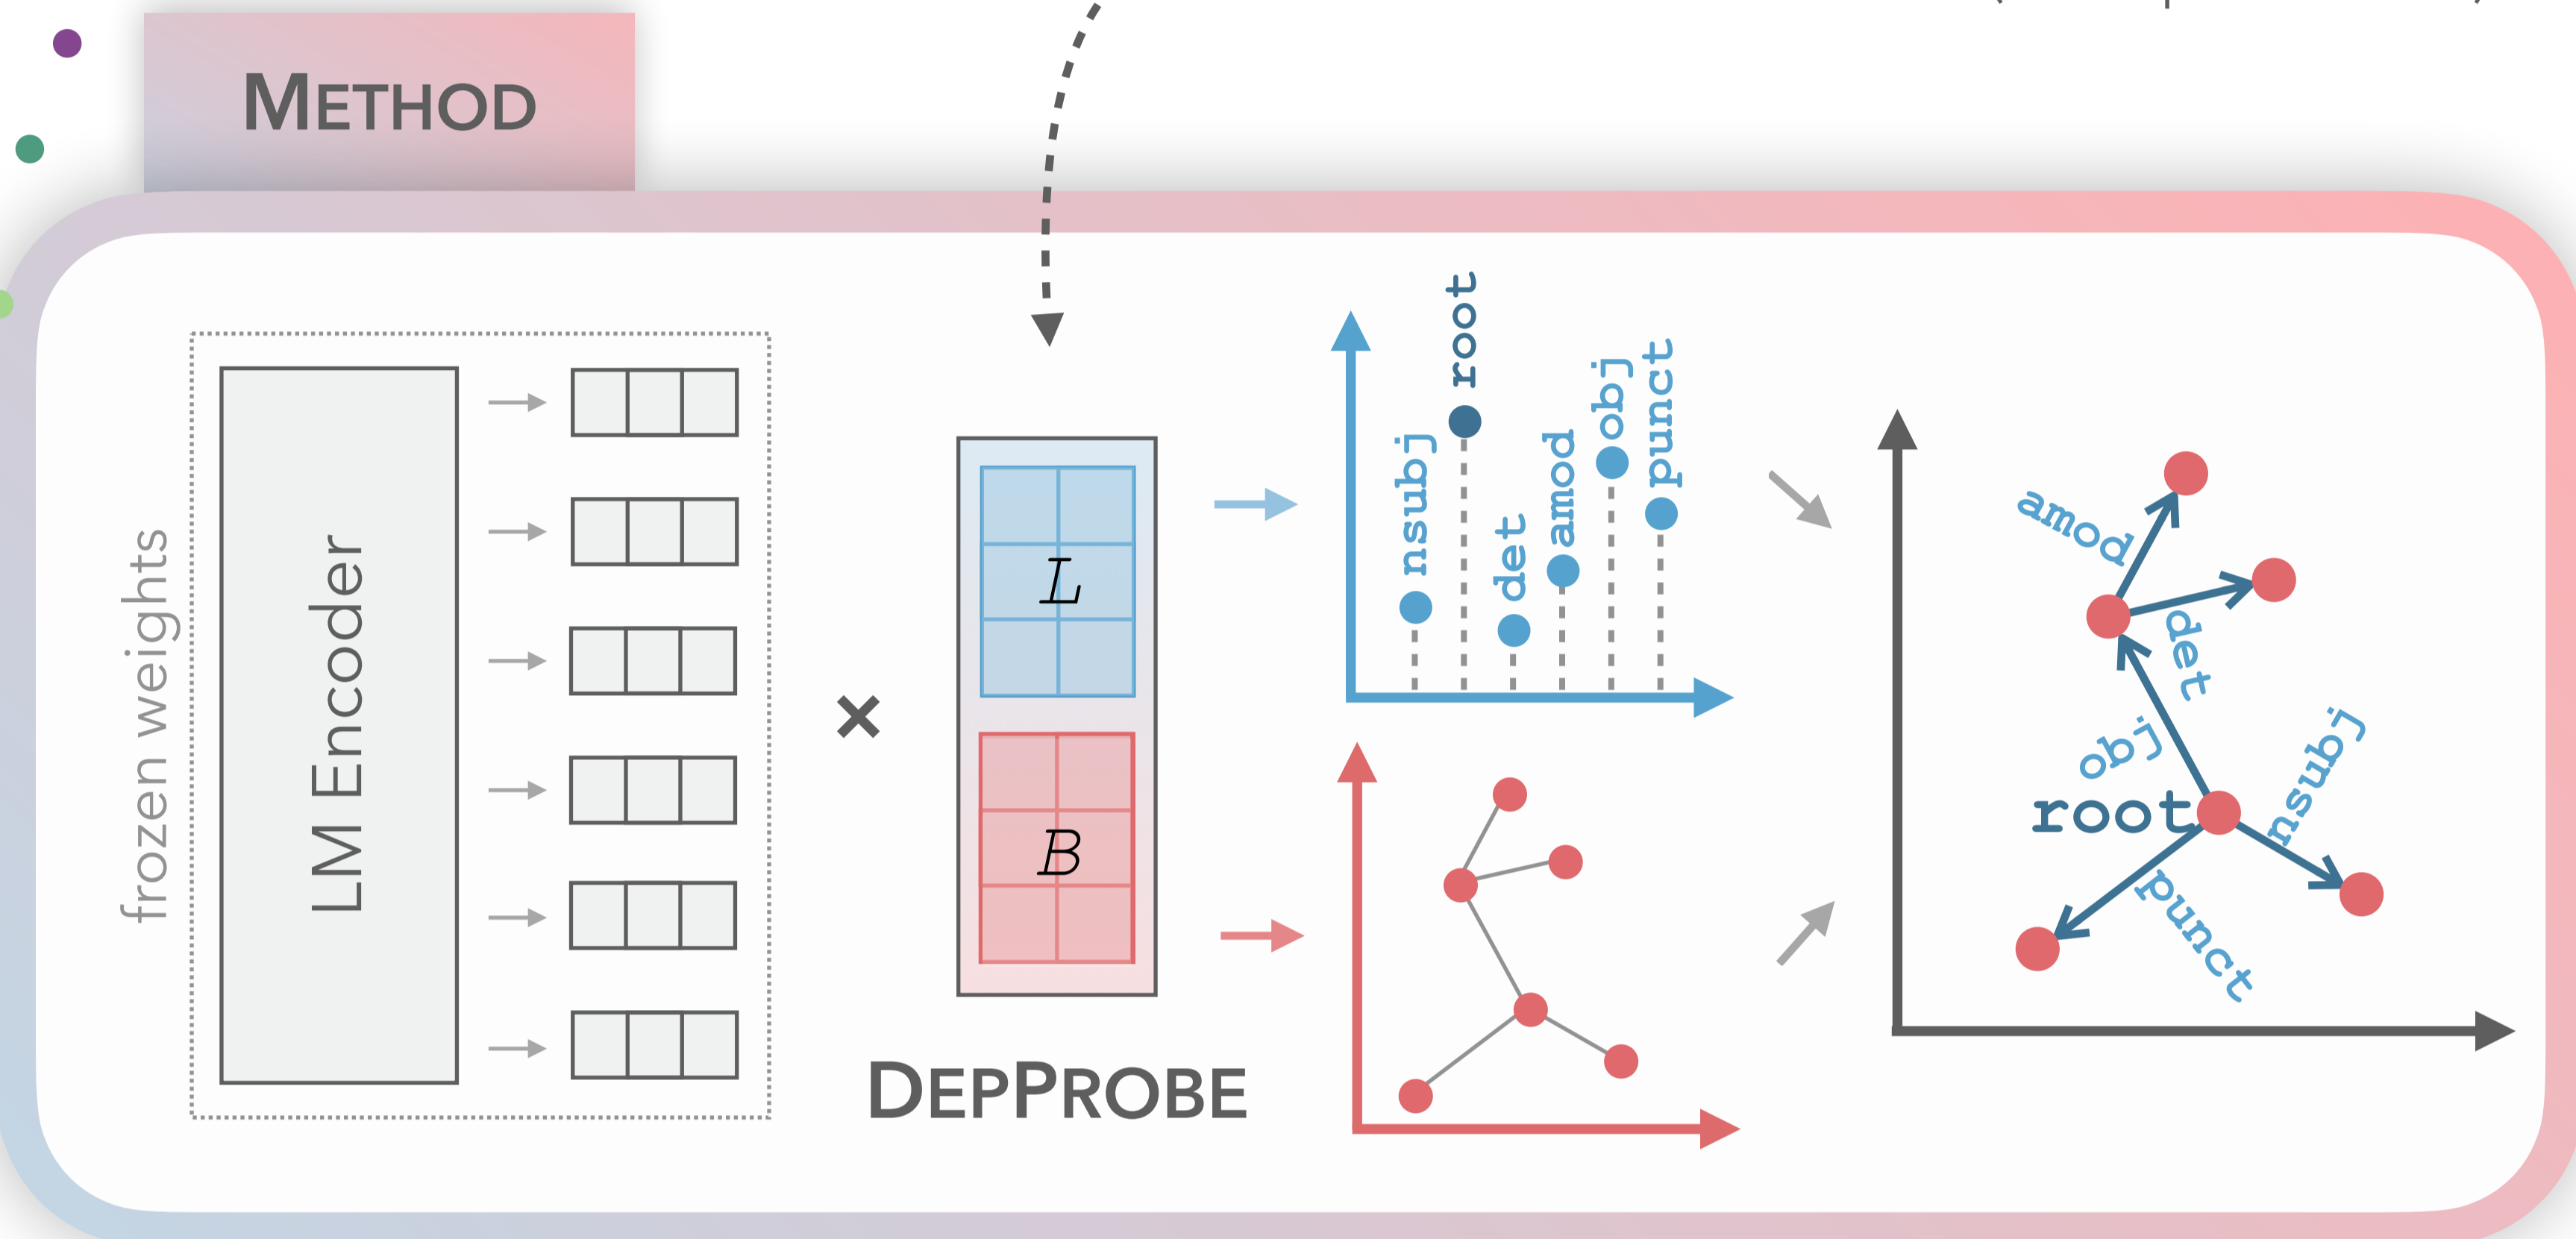 METHOD
frozen weights
LM Encoder
L
B
DEPPROBE
nsubj
root
det
amod
obj
punct
amod
det
obj
root
nsubj
punct